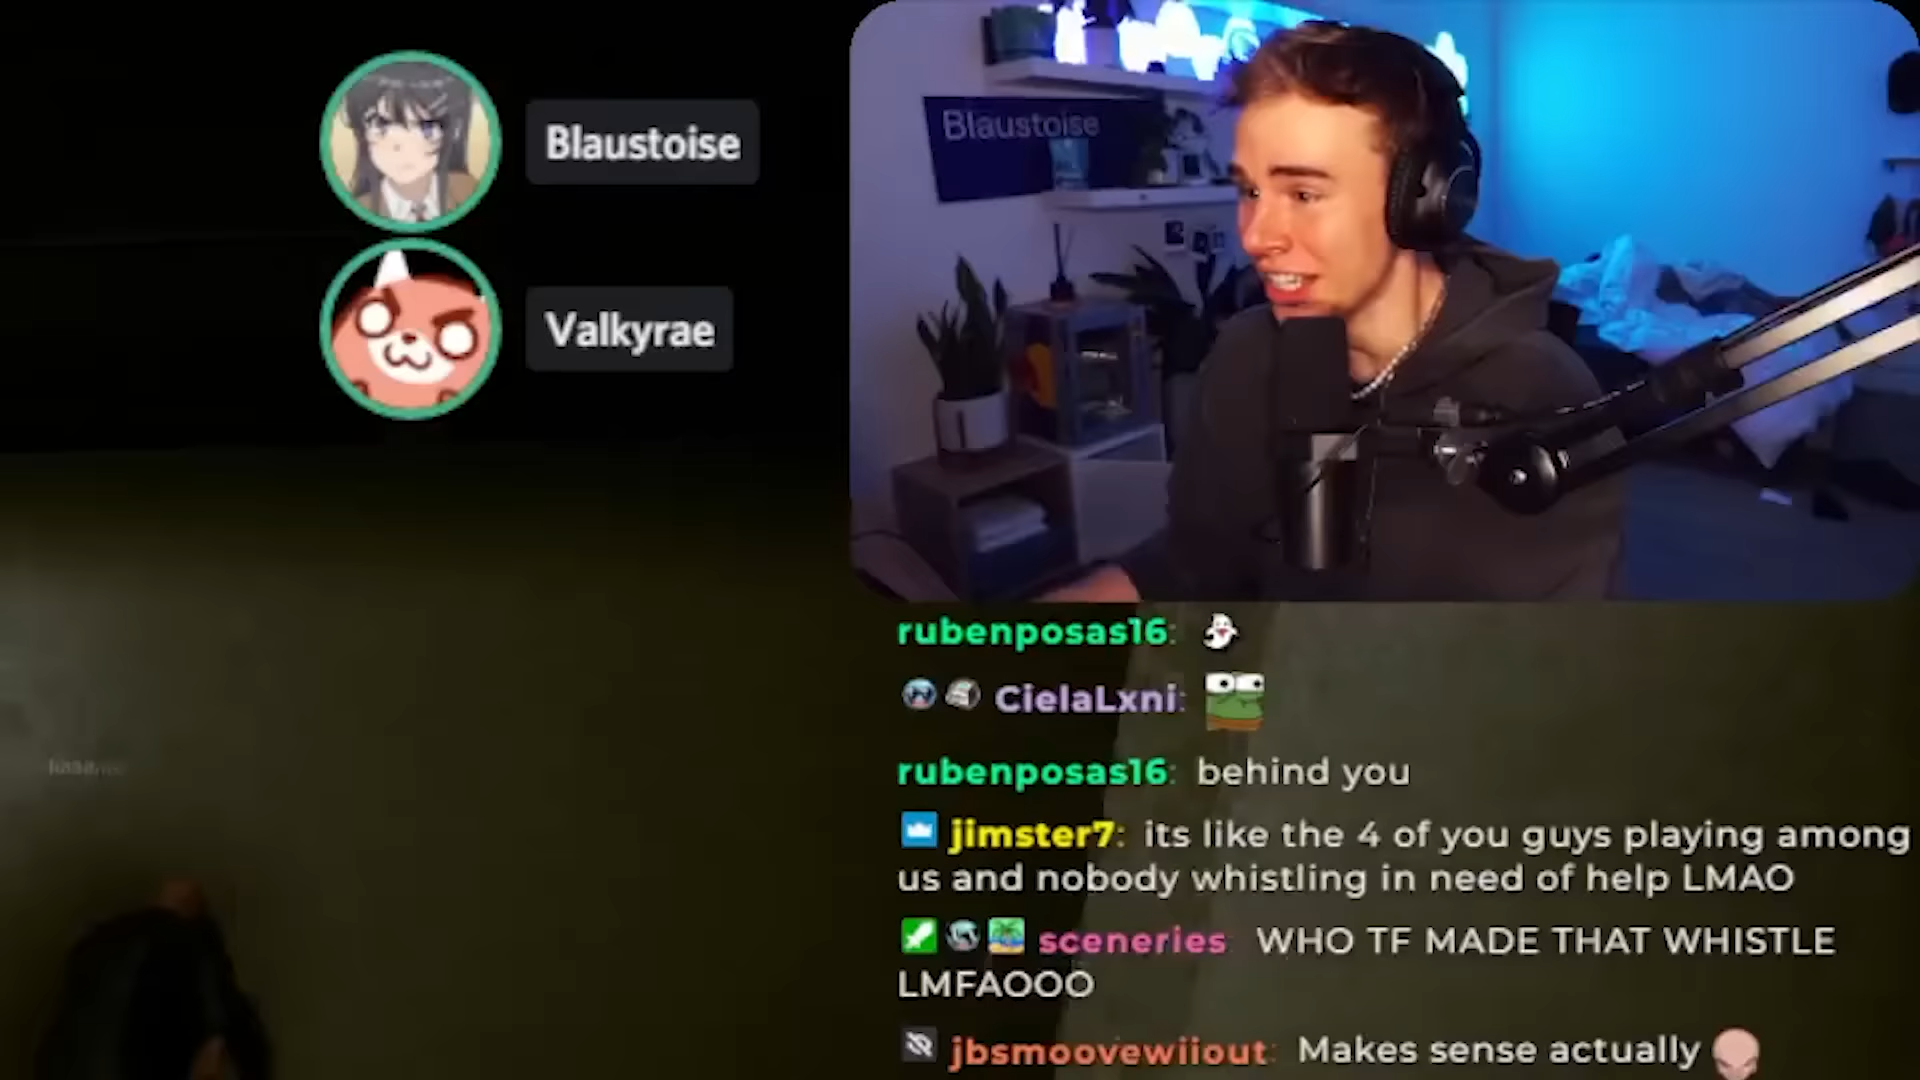 Blaustoise
Valkyrae
Blaustoise
rubenposas16:
CielaLxni:
rubenposas16: behind you
jimster7: its like the 4 of you guys playing among
us and nobody whistling in need of help LMAO
sceneries: WHO TF MADE THAT WHISTLE
LMFAOOO
jbsmoovewiiout: Makes sense actually